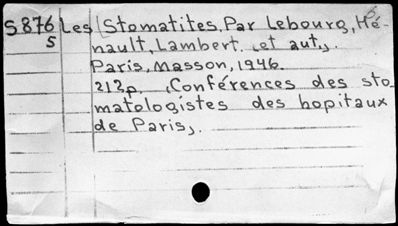 S876 Les Stomatites. Par Lebourg, Hé-
S nault, Lambert, (et aut.).
Paris, Masson, 1946.
212p. (Conférences des sto-
matologistes des hopitaux
de Paris).